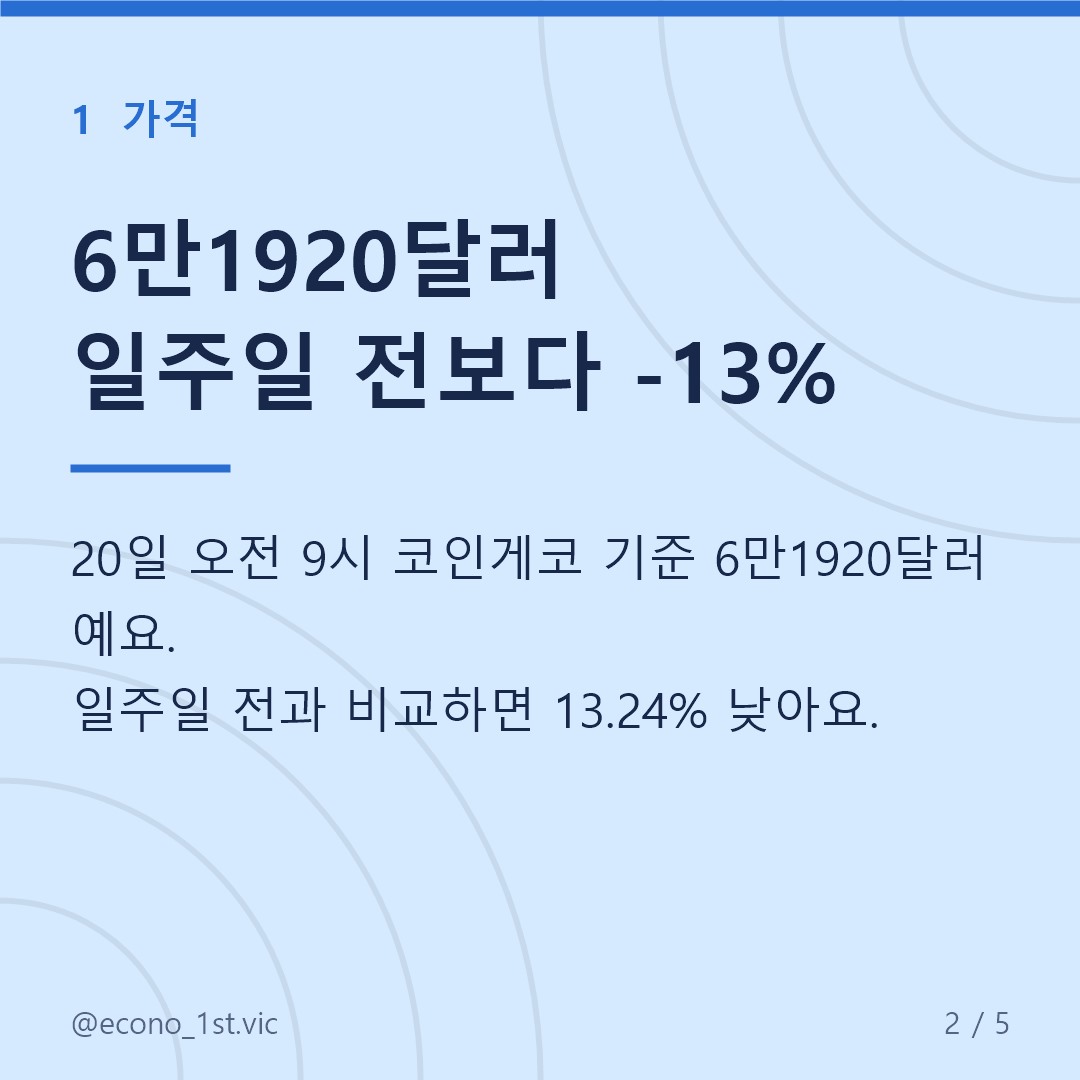 1 가격
6만1920달러
일주일 전보다 -13%
20일 오전 9시 코인게코 기준 6만1920달러
예요.
일주일 전과 비교하면 13.24% 낮아요.
@econo_1st.vic
2 / 5